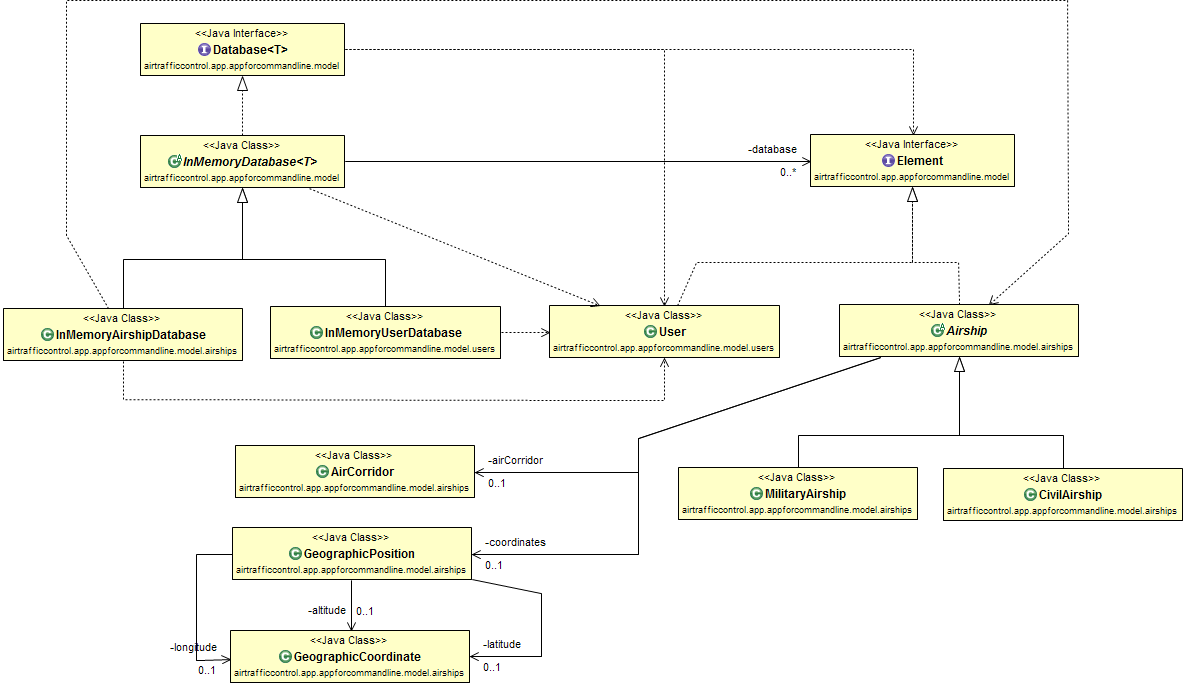 <<Java Interface>>
Database<T>
airtrafficcontrol.app.appforcommandline.model
<<Java Class>>
InMemoryDatabase<T>
airtrafficcontrol.app.appforcommandline.model
-database
0..*
<<Java Interface>>
Element
airtrafficcontrol.app.appforcommandline.model
<<Java Class>>
InMemoryAirshipDatabase
airtrafficcontrol.app.appforcommandline.model.airships
<<Java Class>>
InMemoryUserDatabase
airtrafficcontrol.app.appforcommandline.model.users
<<Java Class>>
User
airtrafficcontrol.app.appforcommandline.model.users
<<Java Class>>
Airship
airtrafficcontrol.app.appforcommandline.model.airships
<<Java Class>>
AirCorridor
airtrafficcontrol.app.appforcommandline.model.airships
-airCorridor
0..1
<<Java Class>>
MilitaryAirship
airtrafficcontrol.app.appforcommandline.model.airships
<<Java Class>>
CivilAirship
airtrafficcontrol.app.appforcommandline.model.airships
<<Java Class>>
GeographicPosition
airtrafficcontrol.app.appforcommandline.model.airships
-coordinates
0..1
-altitude
0..1
-longitude
0..1
-latitude
0..1
<<Java Class>>
GeographicCoordinate
airtrafficcontrol.app.appforcommandline.model.airships